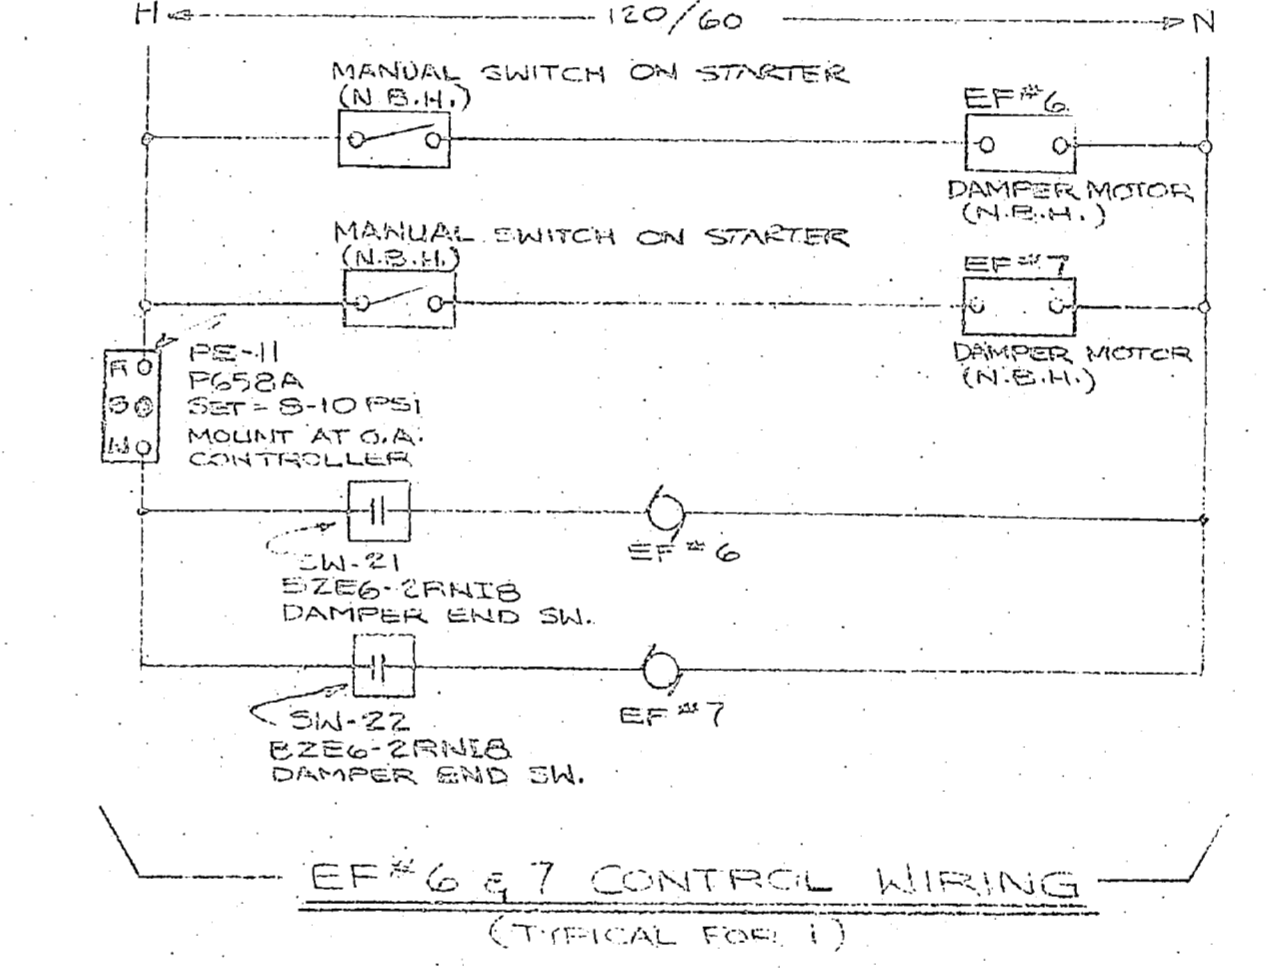 H 120/60 N
MANUAL SWITCH ON STARTER
(N.B.H.)
EF #6
DAMPER MOTOR
(N.B.H.)
MANUAL SWITCH ON STARTER
(N.B.H.)
EF #7
DAMPER MOTOR
(N.B.H.)
R
B
W
PE-11
P658A
SET = 8-10 PSI
MOUNT AT O.A.
CONTROLLER
SW-21
BZE6-2RN18
DAMPER END SW.
EF #6
SW-22
BZE6-2RN18
DAMPER END SW.
EF #7
EF #6 & 7 CONTROL WIRING
(TYPICAL FOR 1)